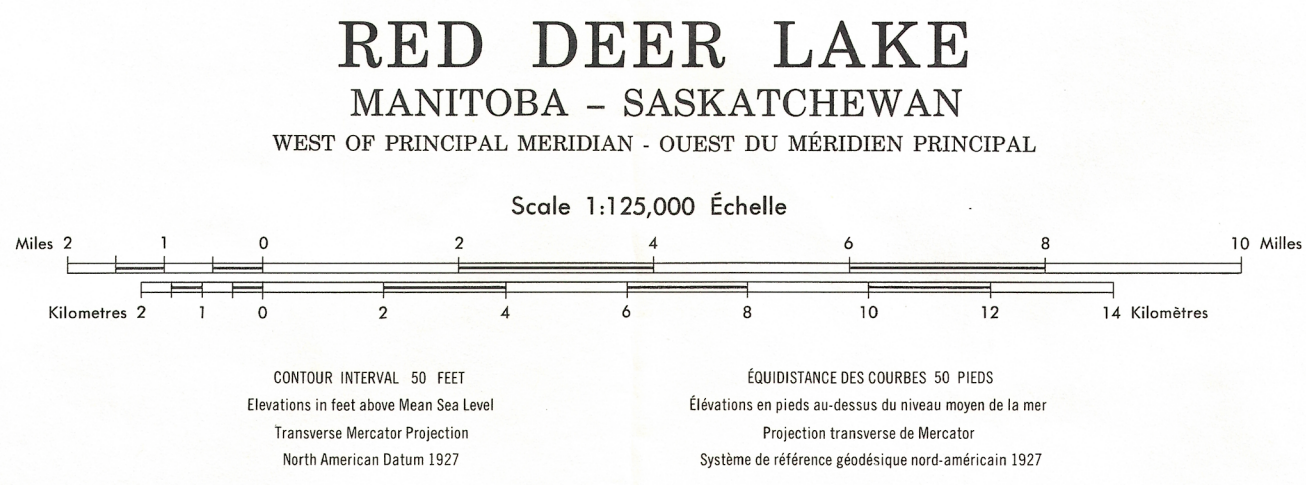 RED DEER LAKE
MANITOBA – SASKATCHEWAN
WEST OF PRINCIPAL MERIDIAN - OUEST DU MÉRIDIEN PRINCIPAL
Scale 1:125,000 Échelle
Miles 2 1 0 2 4 6 8 10 Milles
Kilometres 2 1 0 2 4 6 8 10 12 14 Kilomètres
CONTOUR INTERVAL 50 FEET
Elevations in feet above Mean Sea Level
Transverse Mercator Projection
North American Datum 1927
ÉQUIDISTANCE DES COURBES 50 PIEDS
Élévations en pieds au-dessus du niveau moyen de la mer
Projection transverse de Mercator
Système de référence géodésique nord-américain 1927